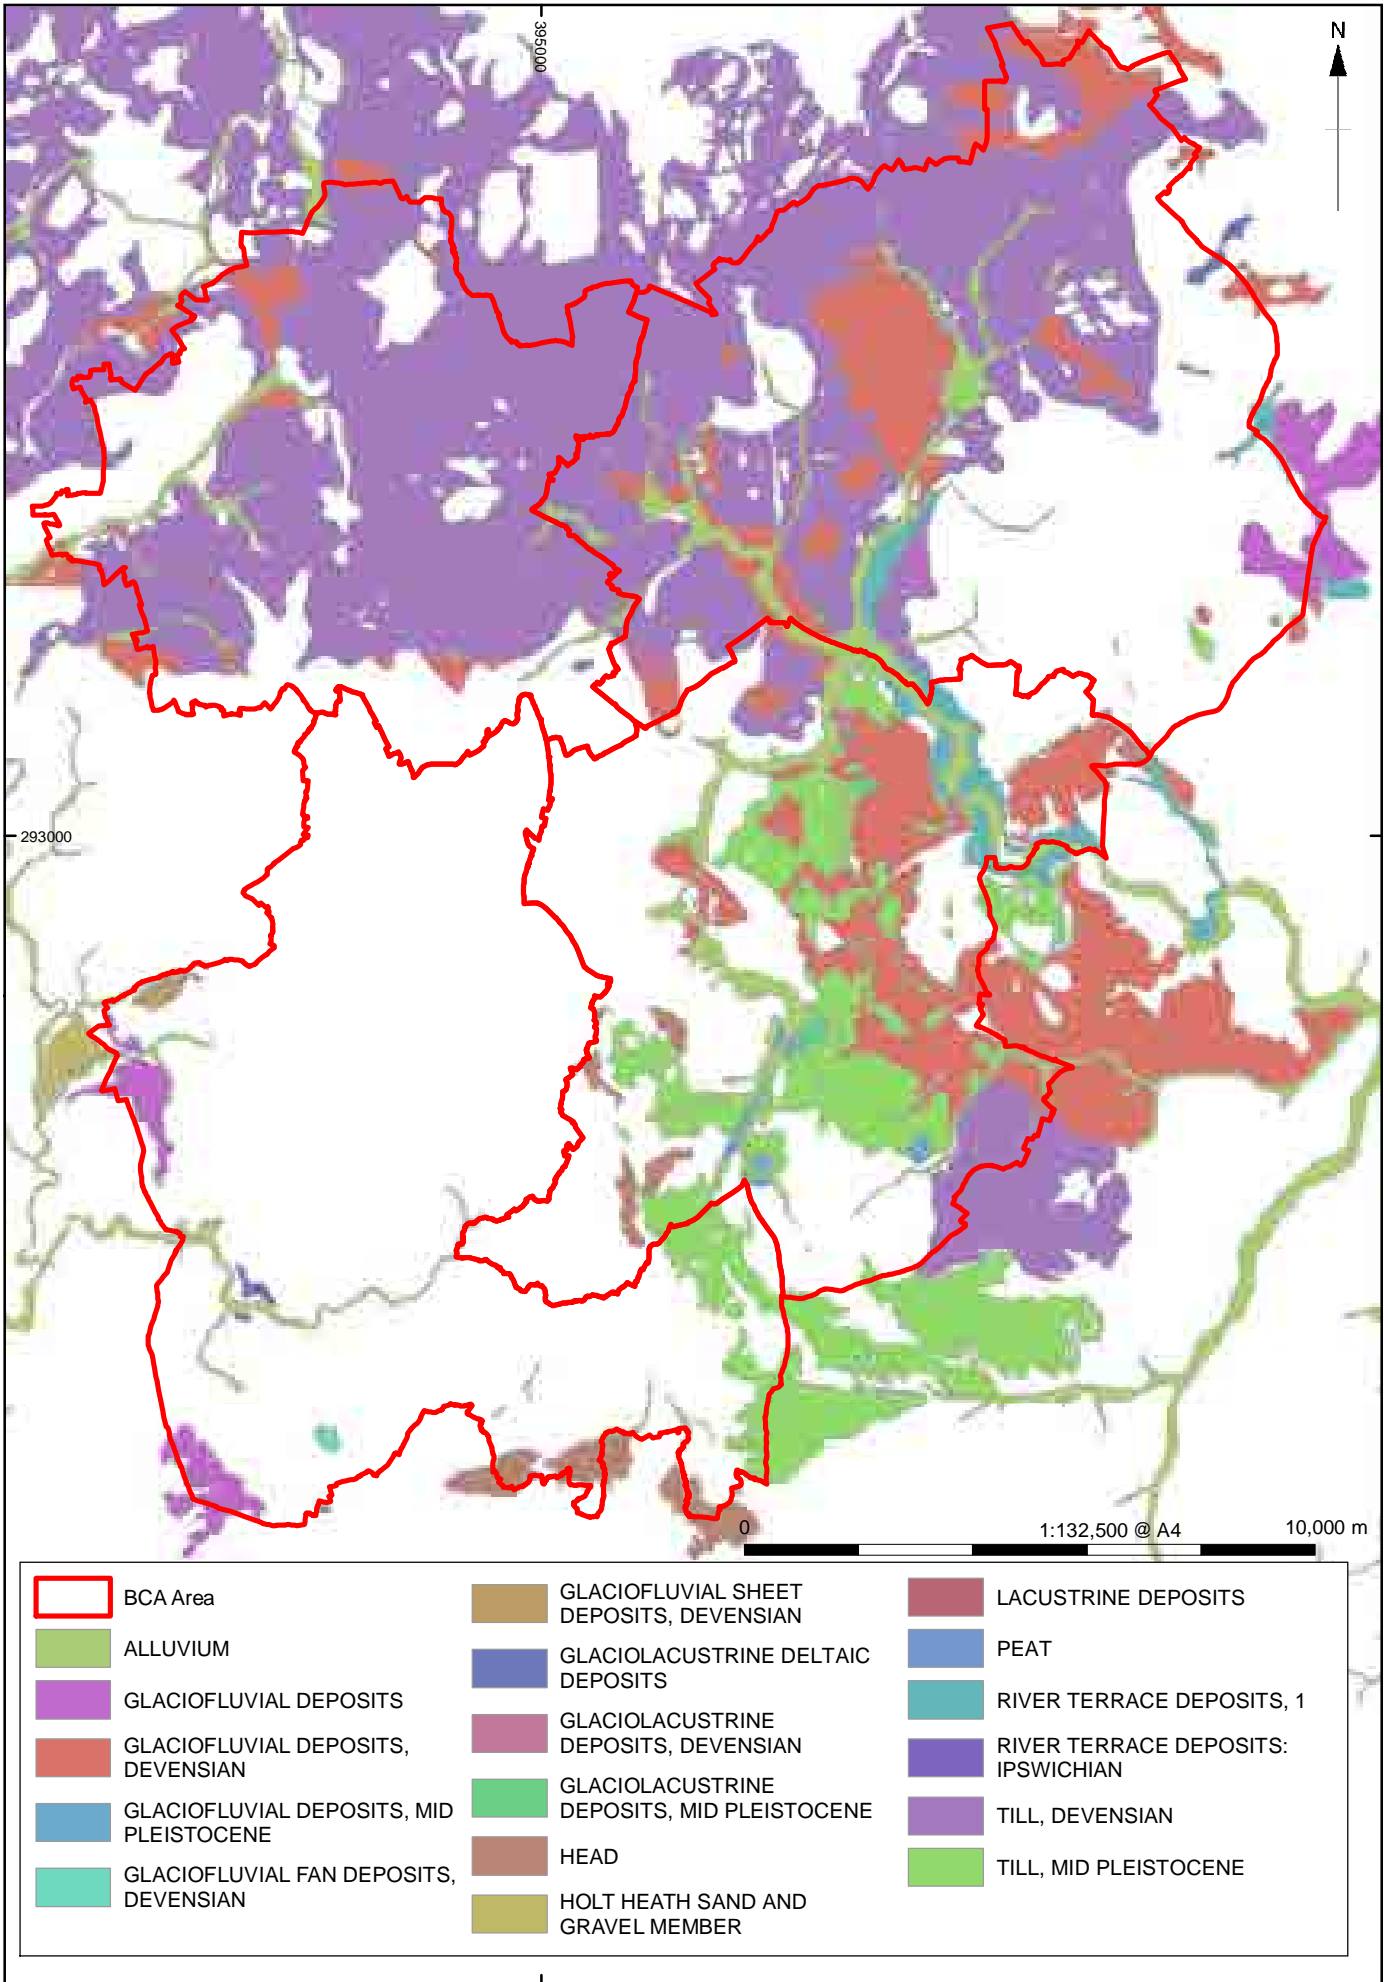 395000
N
293000
0
1:132,500 @ A4
10,000 m
BCA Area
ALLUVIUM
GLACIOFLUVIAL DEPOSITS
GLACIOFLUVIAL DEPOSITS,
DEVENSIAN
GLACIOFLUVIAL DEPOSITS, MID
PLEISTOCENE
GLACIOFLUVIAL FAN DEPOSITS,
DEVENSIAN
GLACIOFLUVIAL SHEET
DEPOSITS, DEVENSIAN
GLACIOLACUSTRINE DELTAIC
DEPOSITS
GLACIOLACUSTRINE
DEPOSITS, DEVENSIAN
GLACIOLACUSTRINE
DEPOSITS, MID PLEISTOCENE
HEAD
HOLT HEATH SAND AND
GRAVEL MEMBER
LACUSTRINE DEPOSITS
PEAT
RIVER TERRACE DEPOSITS, 1
RIVER TERRACE DEPOSITS:
IPSWICHIAN
TILL, DEVENSIAN
TILL, MID PLEISTOCENE